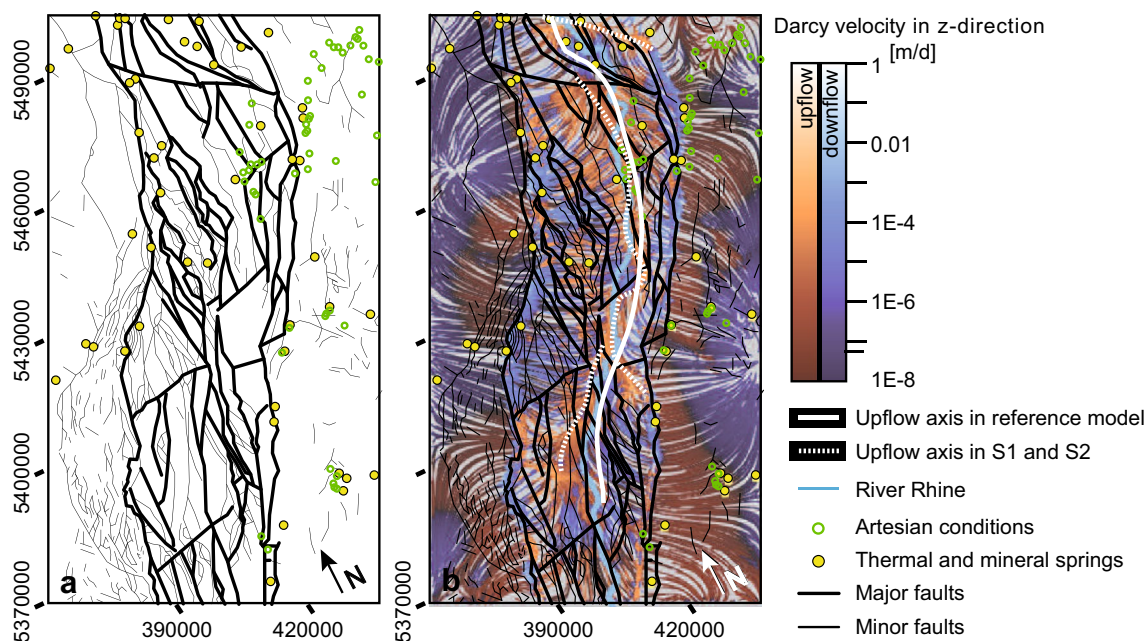 a
N
5490000
5460000
5430000
5400000
5370000
390000
420000
b
N
390000
420000
Darcy velocity in z-direction
[m/d]
upflow
downflow
1
0.01
1E-4
1E-6
1E-8
Upflow axis in reference model
Upflow axis in S1 and S2
River Rhine
Artesian conditions
Thermal and mineral springs
Major faults
Minor faults